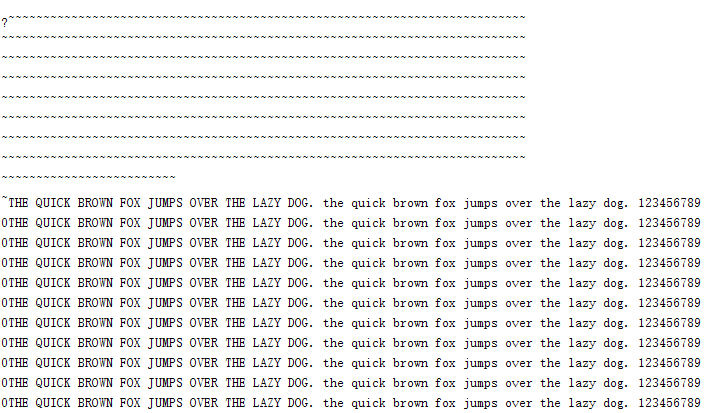 ?~~~~~~~~~~~~~~~~~~~~~~~~~~~~~~~~~~~~~~~~~~~~~~~~~~~~~~~~~~~~~~~~~~~~~~~~~~
~~~~~~~~~~~~~~~~~~~~~~~~~~~~~~~~~~~~~~~~~~~~~~~~~~~~~~~~~~~~~~~~~~~~~~~~~~~
~~~~~~~~~~~~~~~~~~~~~~~~~~~~~~~~~~~~~~~~~~~~~~~~~~~~~~~~~~~~~~~~~~~~~~~~~~~
~~~~~~~~~~~~~~~~~~~~~~~~~~~~~~~~~~~~~~~~~~~~~~~~~~~~~~~~~~~~~~~~~~~~~~~~~~~
~~~~~~~~~~~~~~~~~~~~~~~~~~~~~~~~~~~~~~~~~~~~~~~~~~~~~~~~~~~~~~~~~~~~~~~~~~~
~~~~~~~~~~~~~~~~~~~~~~~~~~~~~~~~~~~~~~~~~~~~~~~~~~~~~~~~~~~~~~~~~~~~~~~~~~~
~~~~~~~~~~~~~~~~~~~~~~~~~~~~~~~~~~~~~~~~~~~~~~~~~~~~~~~~~~~~~~~~~~~~~~~~~~~
~~~~~~~~~~~~~~~~~~~~~~~~~~~~~~~~~~~~~~~~~~~~~~~~~~~~~~~~~~~~~~~~~~~~~~~~~~~
~~~~~~~~~~~~~~~~~~~~~~~~~
~THE QUICK BROWN FOX JUMPS OVER THE LAZY DOG. the quick brown fox jumps over the lazy dog. 123456789
0THE QUICK BROWN FOX JUMPS OVER THE LAZY DOG. the quick brown fox jumps over the lazy dog. 123456789
0THE QUICK BROWN FOX JUMPS OVER THE LAZY DOG. the quick brown fox jumps over the lazy dog. 123456789
0THE QUICK BROWN FOX JUMPS OVER THE LAZY DOG. the quick brown fox jumps over the lazy dog. 123456789
0THE QUICK BROWN FOX JUMPS OVER THE LAZY DOG. the quick brown fox jumps over the lazy dog. 123456789
0THE QUICK BROWN FOX JUMPS OVER THE LAZY DOG. the quick brown fox jumps over the lazy dog. 123456789
0THE QUICK BROWN FOX JUMPS OVER THE LAZY DOG. the quick brown fox jumps over the lazy dog. 123456789
0THE QUICK BROWN FOX JUMPS OVER THE LAZY DOG. the quick brown fox jumps over the lazy dog. 123456789
0THE QUICK BROWN FOX JUMPS OVER THE LAZY DOG. the quick brown fox jumps over the lazy dog. 123456789
0THE QUICK BROWN FOX JUMPS OVER THE LAZY DOG. the quick brown fox jumps over the lazy dog. 123456789
0THE QUICK BROWN FOX JUMPS OVER THE LAZY DOG. the quick brown fox jumps over the lazy dog. 123456789